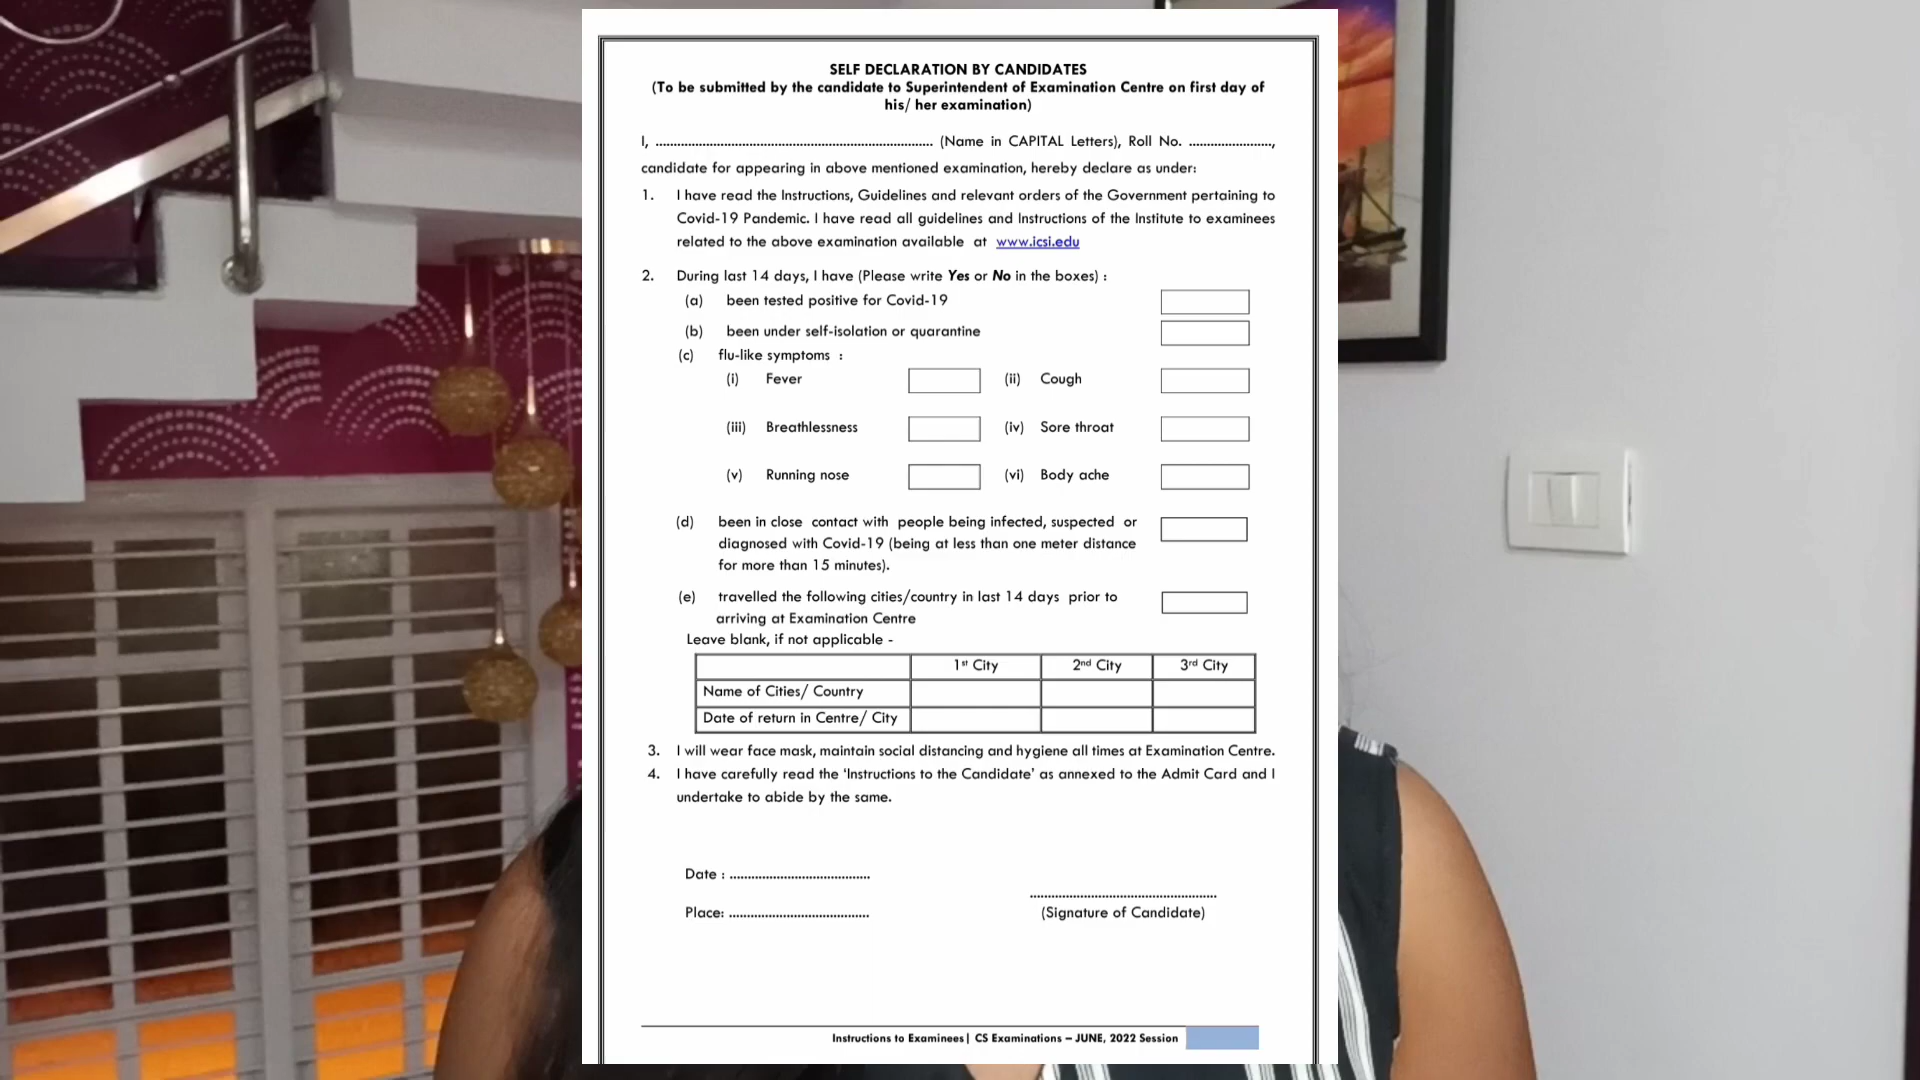 SELF DECLARATION BY CANDIDATES
(To be submitted by the candidate to Superintendent of Examination Centre on first day of
his/ her examination)
I, .................................................................... (Name in CAPITAL Letters), Roll No. .....................,
candidate for appearing in above mentioned examination, hereby declare as under:
1. I have read the Instructions, Guidelines and relevant orders of the Government pertaining to
Covid-19 Pandemic. I have read all guidelines and Instructions of the Institute to examinees
related to the above examination available at www.icsi.edu
2. During last 14 days, I have (Please write Yes or No in the boxes) :
(a) been tested positive for Covid-19
(b) been under self-isolation or quarantine
(c) flu-like symptoms :
(i) Fever (ii) Cough
(iii) Breathlessness (iv) Sore throat
(v) Running nose (vi) Body ache
(d) been in close contact with people being infected, suspected or
diagnosed with Covid-19 (being at less than one meter distance
for more than 15 minutes).
(e) travelled the following cities/country in last 14 days prior to
arriving at Examination Centre
Leave blank, if not applicable -
1st City 2nd City 3rd City
Name of Cities/ Country
Date of return in Centre/ City
3. I will wear face mask, maintain social distancing and hygiene all times at Examination Centre.
4. I have carefully read the 'Instructions to the Candidate' as annexed to the Admit Card and I
undertake to abide by the same.
Date : ....................................
Place: ....................................
(Signature of Candidate)
Instructions to Examinees| CS Examinations – JUNE, 2022 Session